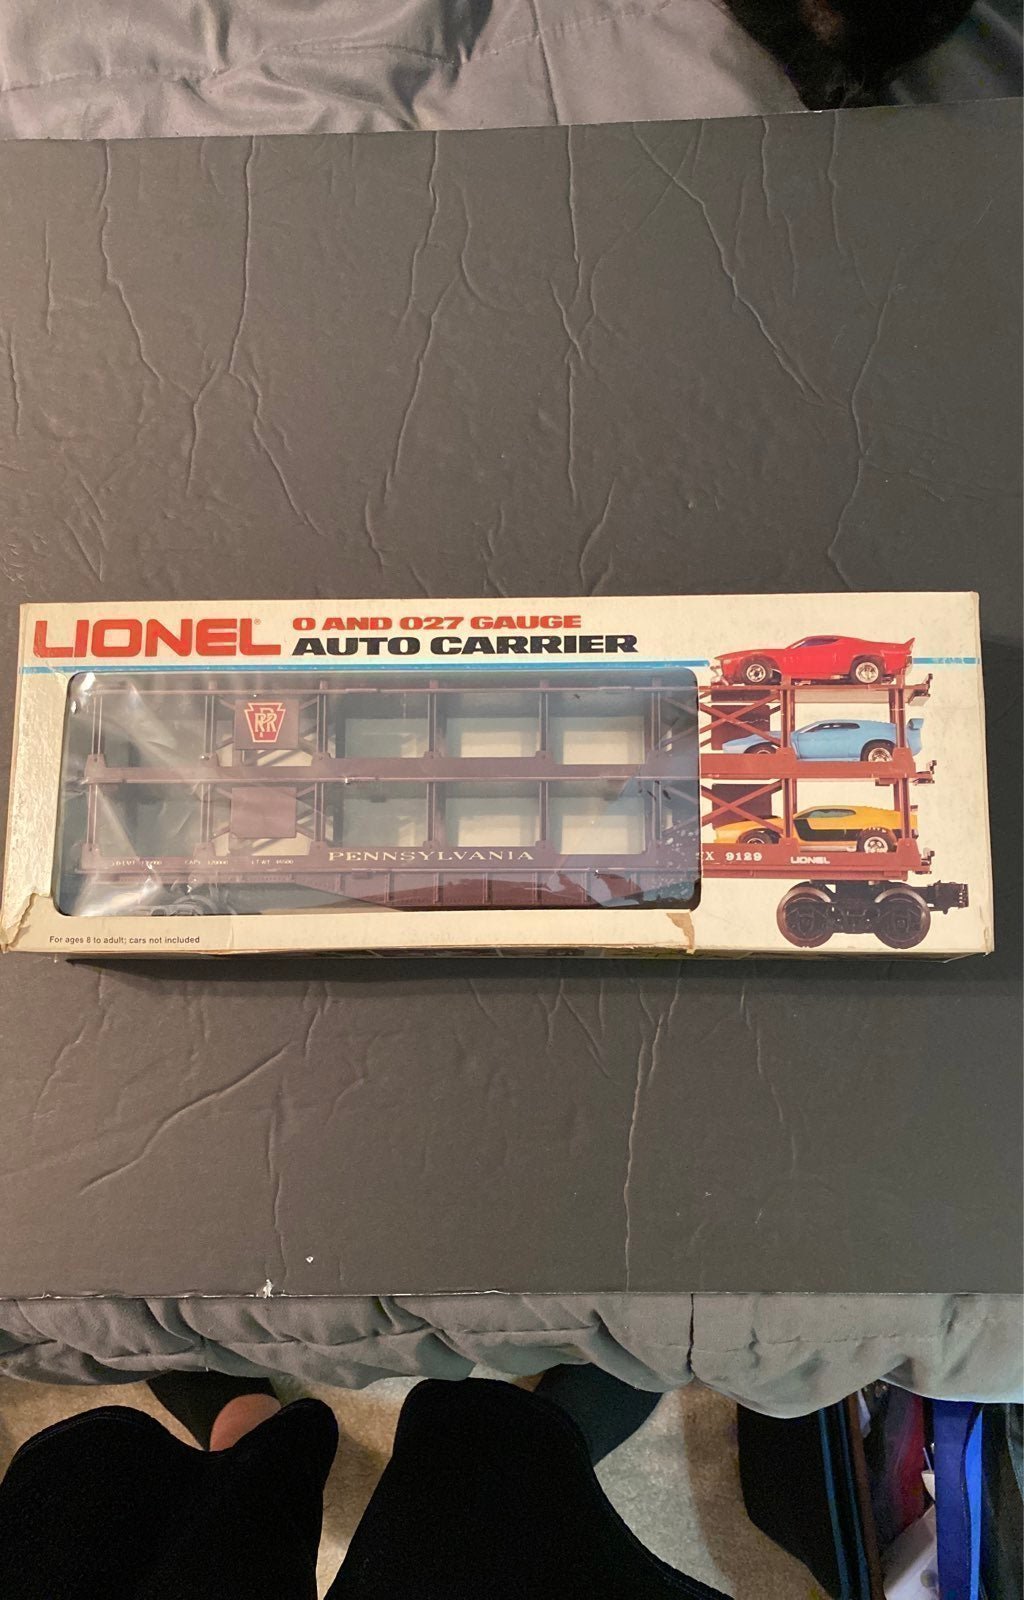 LIONEL®
O AND O27 GAUGE
AUTO CARRIER
PRR
PENNSYLVANIA
X 9129
LIONEL
For ages 8 to adult; cars not included